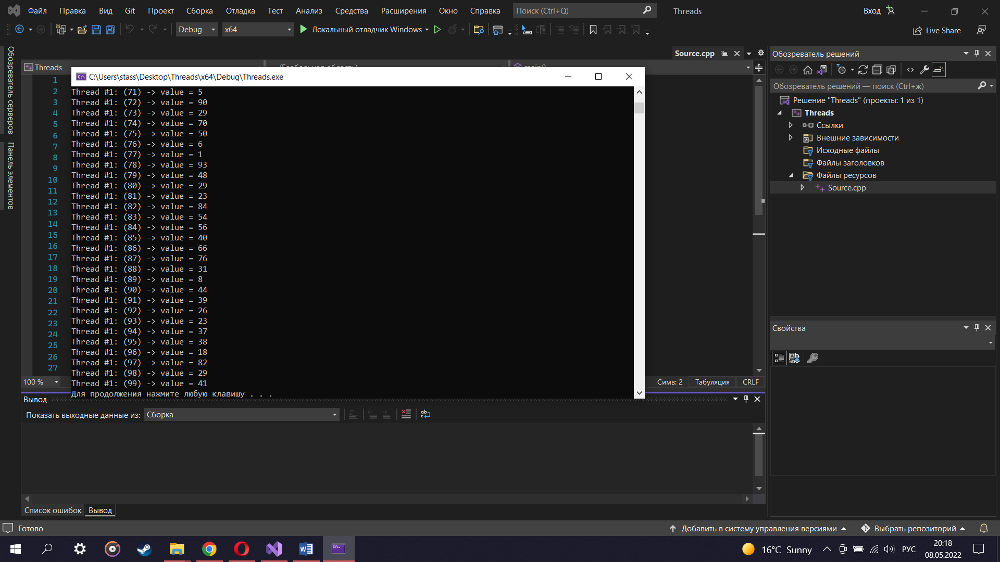 Файл Правка Вид Git Проект Сборка Отладка Тест Анализ Средства Расширения Окно Справка Поиск (Ctrl+Q) Threads Вход
Debug x64 Локальный отладчик Windows Live Share
Обозреватель серверов
Панель элементов
Source.cpp
Threads
C:\Users\stass\Desktop\Threads\x64\Debug\Threads.exe
1
2
3
4
5
6
7
8
9
10
11
12
13
14
15
16
17
18
19
20
21
22
23
24
25
26
27
Thread #1: (71) -> value = 5
Thread #1: (72) -> value = 90
Thread #1: (73) -> value = 29
Thread #1: (74) -> value = 70
Thread #1: (75) -> value = 50
Thread #1: (76) -> value = 6
Thread #1: (77) -> value = 1
Thread #1: (78) -> value = 93
Thread #1: (79) -> value = 48
Thread #1: (80) -> value = 29
Thread #1: (81) -> value = 23
Thread #1: (82) -> value = 84
Thread #1: (83) -> value = 54
Thread #1: (84) -> value = 56
Thread #1: (85) -> value = 40
Thread #1: (86) -> value = 66
Thread #1: (87) -> value = 76
Thread #1: (88) -> value = 31
Thread #1: (89) -> value = 8
Thread #1: (90) -> value = 44
Thread #1: (91) -> value = 39
Thread #1: (92) -> value = 26
Thread #1: (93) -> value = 23
Thread #1: (94) -> value = 37
Thread #1: (95) -> value = 38
Thread #1: (96) -> value = 18
Thread #1: (97) -> value = 82
Thread #1: (98) -> value = 29
Thread #1: (99) -> value = 41
Для продолжения нажмите любую клавишу . . .
100 % Симв: 2 Табуляция CRLF
Вывод
Показать выходные данные из: Сборка
Список ошибок Вывод
Обозреватель решений
Обозреватель решений — поиск (Ctrl+ж)
Решение "Threads" (проекты: 1 из 1)
Threads
Ссылки
Внешние зависимости
Исходные файлы
Файлы заголовков
Файлы ресурсов
Source.cpp
Свойства
Готово Добавить в систему управления версиями Выбрать репозиторий
16°C Sunny РУС 20:18
08.05.2022